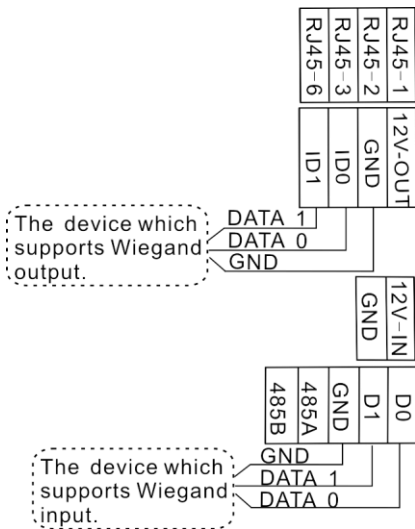 RJ45-6
RJ45-3
RJ45-2
RJ45-1
ID1
ID0
GND
12V-OUT
The device which
supports Wiegand
output.
DATA 1
DATA 0
GND
GND
12V-IN
485B
485A
GND
D1
D0
The device which
supports Wiegand
input.
GND
DATA 1
DATA 0